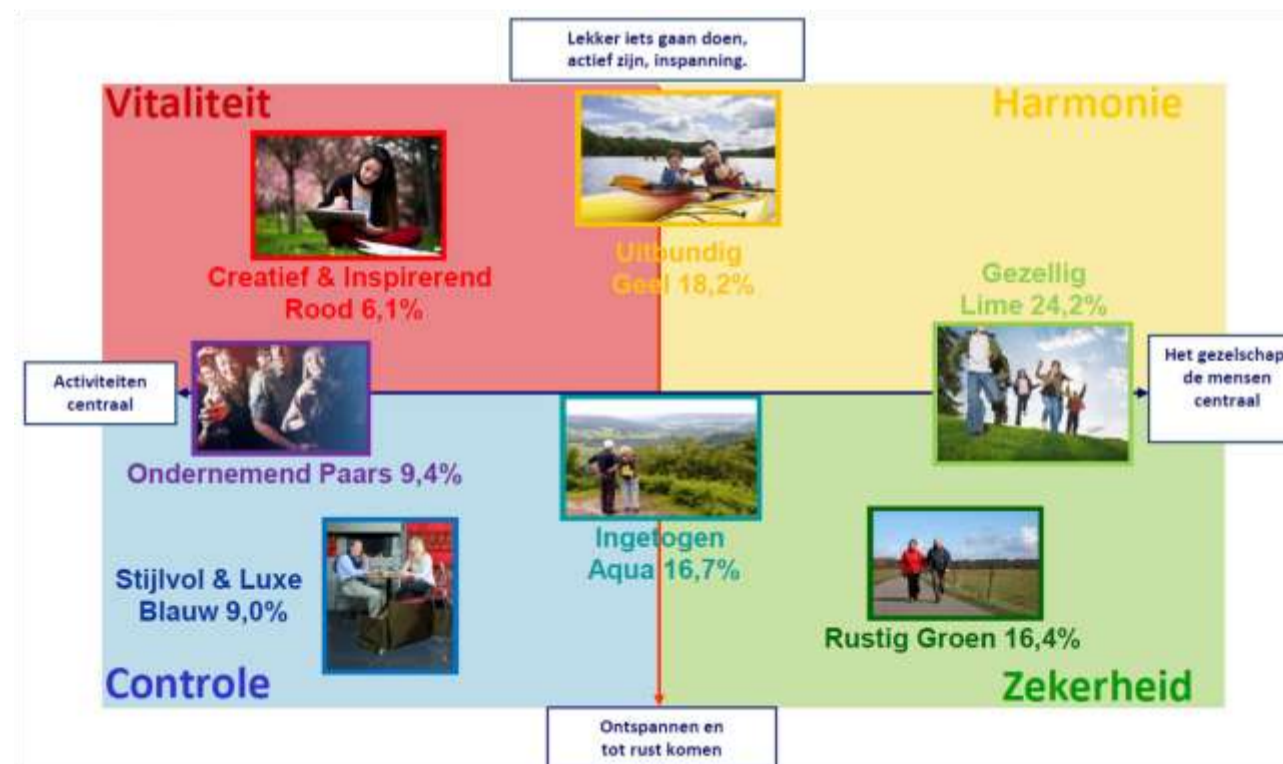 Lekker iets gaan doen,
actief zijn, inspanning.
Vitaliteit
Harmonie
Creatief & Inspirerend
Rood 6,1%
Uitbundig
Geel 18,2%
Gezellig
Lime 24,2%
Activiteiten
centraal
Het gezelschap,
de mensen
centraal
Ondernemend Paars 9,4%
Ingetogen
Aqua 16,7%
Stijlvol & Luxe
Blauw 9,0%
Rustig Groen 16,4%
Controle
Zekerheid
Ontspannen en
tot rust komen